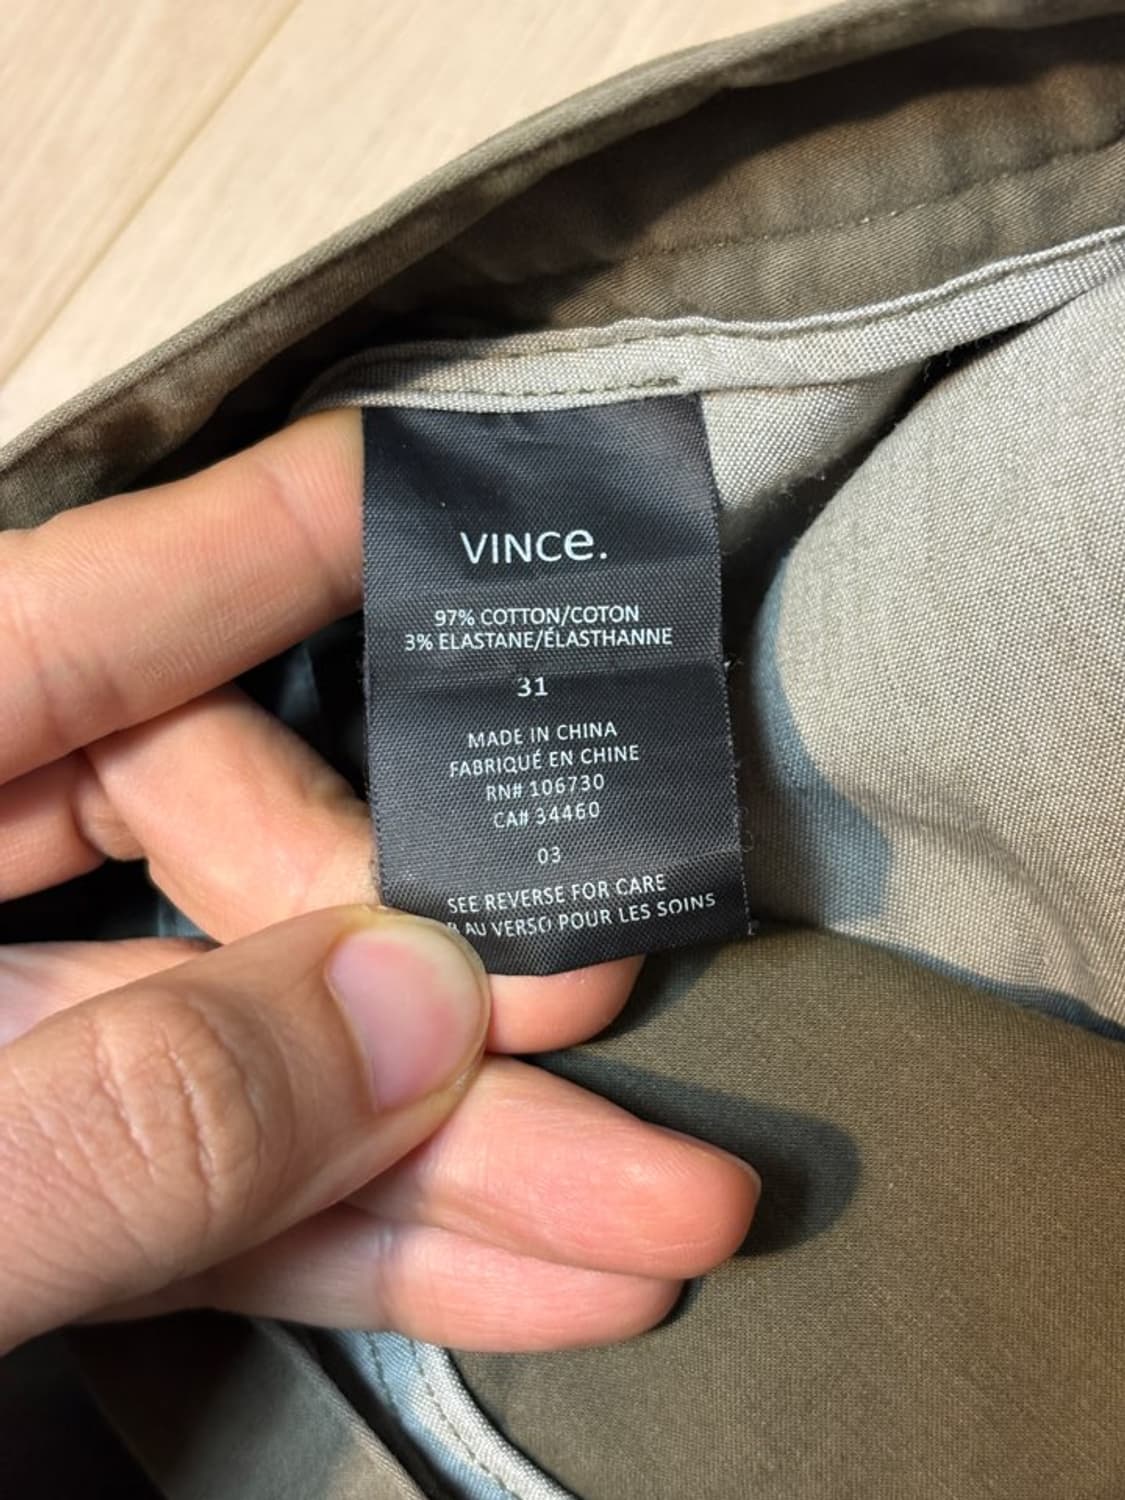 VINCe.
97% COTTON/COTON
3% ELASTANE/ÉLASTHANNE
31
MADE IN CHINA
FABRIQUÉ EN CHINE
RN# 106730
CA# 34460
03
SEE REVERSE FOR CARE
AU VERSO POUR LES SOINS